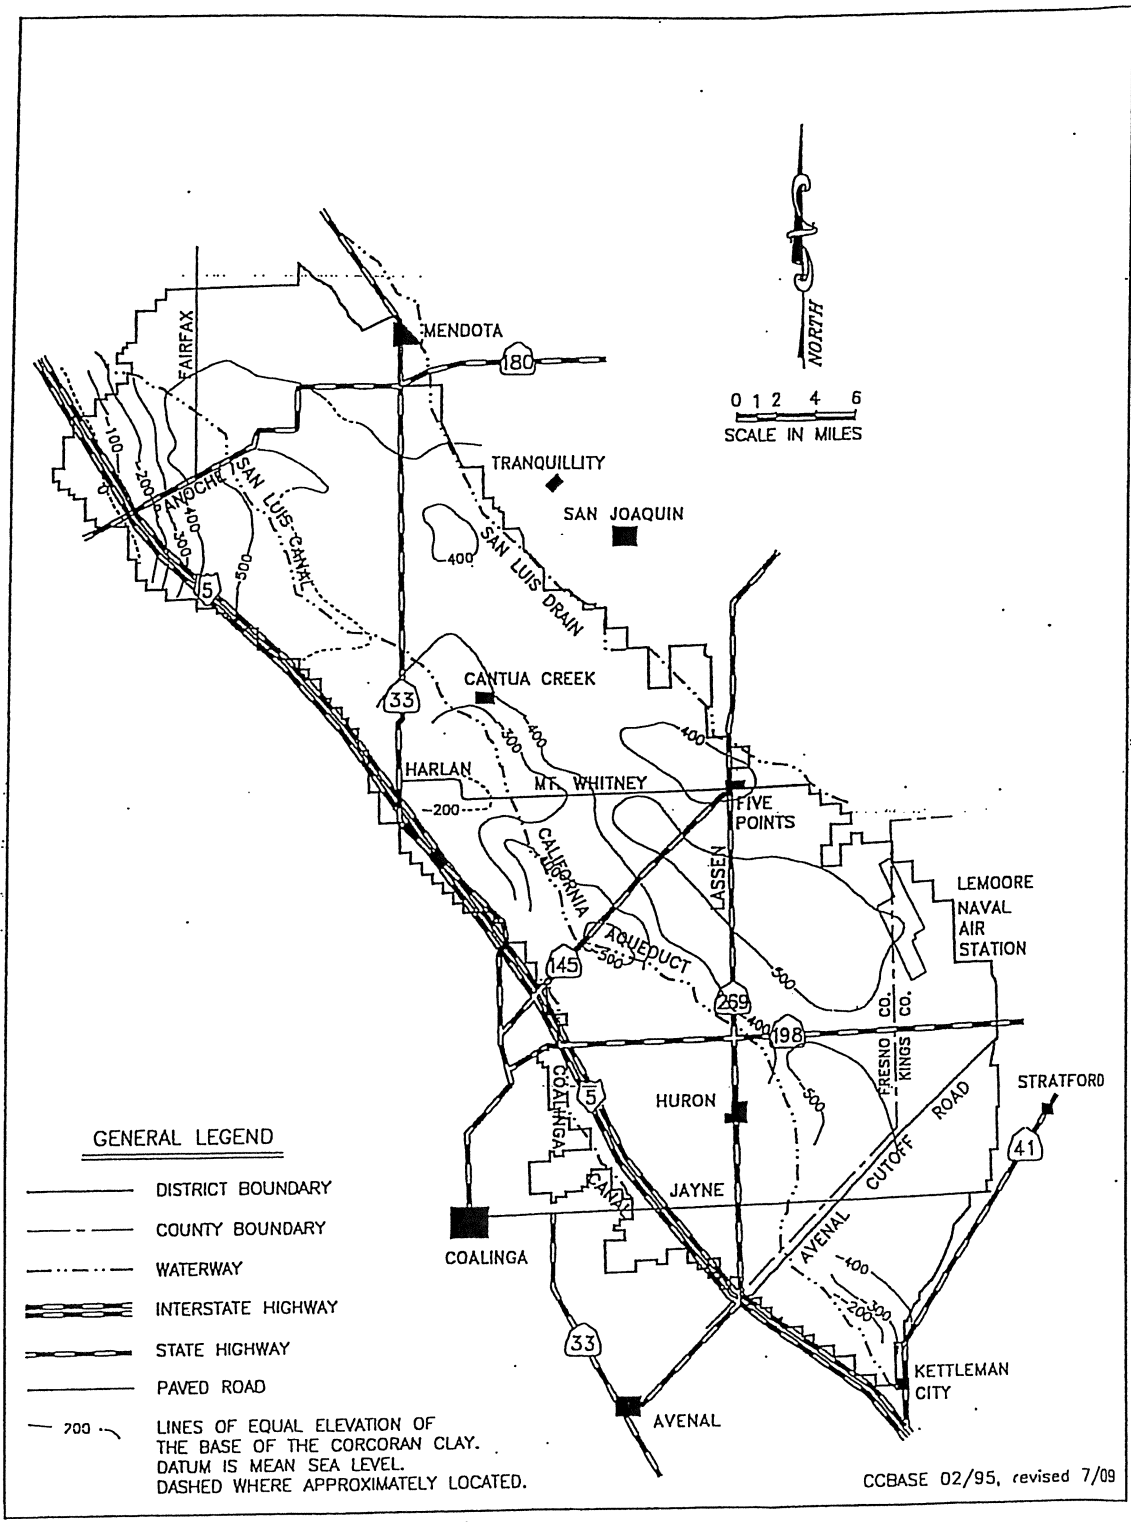 NORTH
MENDOTA
FAIRFAX
180
0 1 2 4 6
SCALE IN MILES
TRANQUILLITY
SAN JOAQUIN
-100
-200
-300
-400
-500
0
PANOCHE
SAN LUIS CANAL
-400
SAN LUIS DRAIN
5
33
CANTUA CREEK
-300
-400
-400
HARLAN
MT. WHITNEY
-200
FIVE
POINTS
CALIFORNIA
AQUEDUCT
-400
-500
LASSEN
LEMOORE
NAVAL
AIR
STATION
145
-500
269
-400
198
FRESNO CO.
KINGS CO.
-500
COALINGA
CANAL
5
HURON
STRATFORD
AVENAL CUTOFF ROAD
41
JAYNE
COALINGA
-400
-300
-200
33
KETTLEMAN
CITY
AVENAL
GENERAL LEGEND
DISTRICT BOUNDARY
COUNTY BOUNDARY
WATERWAY
INTERSTATE HIGHWAY
STATE HIGHWAY
PAVED ROAD
200 LINES OF EQUAL ELEVATION OF
THE BASE OF THE CORCORAN CLAY.
DATUM IS MEAN SEA LEVEL.
DASHED WHERE APPROXIMATELY LOCATED.
CCBASE 02/95, revised 7/09